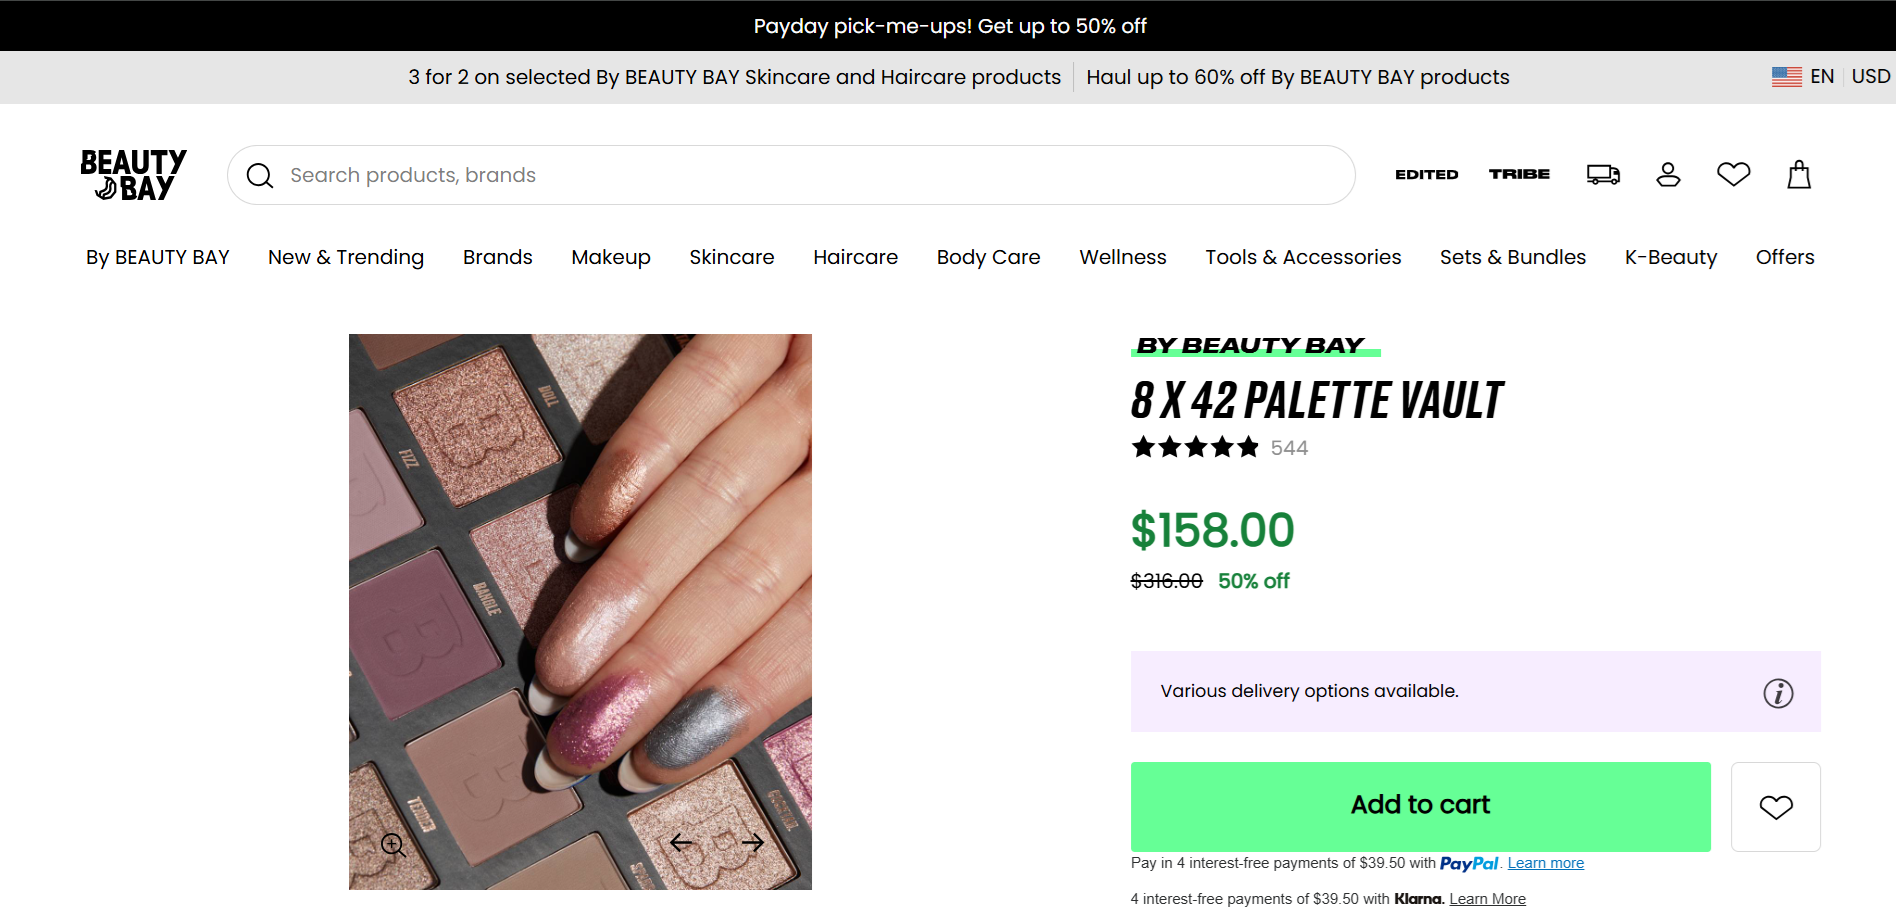 Payday pick-me-ups! Get up to 50% off
3 for 2 on selected By BEAUTY BAY Skincare and Haircare products
Haul up to 60% off By BEAUTY BAY products
EN
USD
BEAUTY
BAY
Search products, brands
EDITED
TRIBE
By BEAUTY BAY
New & Trending
Brands
Makeup
Skincare
Haircare
Body Care
Wellness
Tools & Accessories
Sets & Bundles
K-Beauty
Offers
DOLL
FIZZ
BANGLE
TENDER
BY BEAUTY BAY
8 X 42 PALETTE VAULT
544
$158.00
$316.00 50% off
Various delivery options available.
Add to cart
Pay in 4 interest-free payments of $39.50 with PayPal. Learn more
4 interest-free payments of $39.50 with Klarna. Learn More